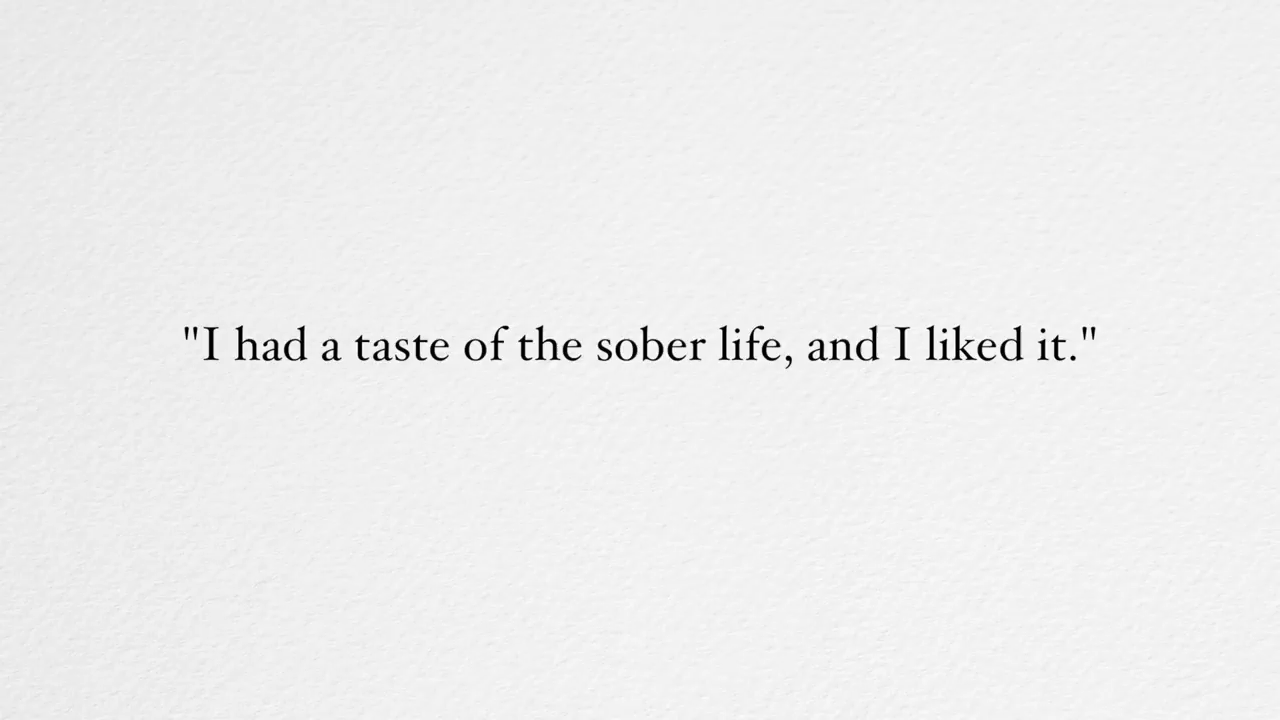 "I had a taste of the sober life, and I liked it."